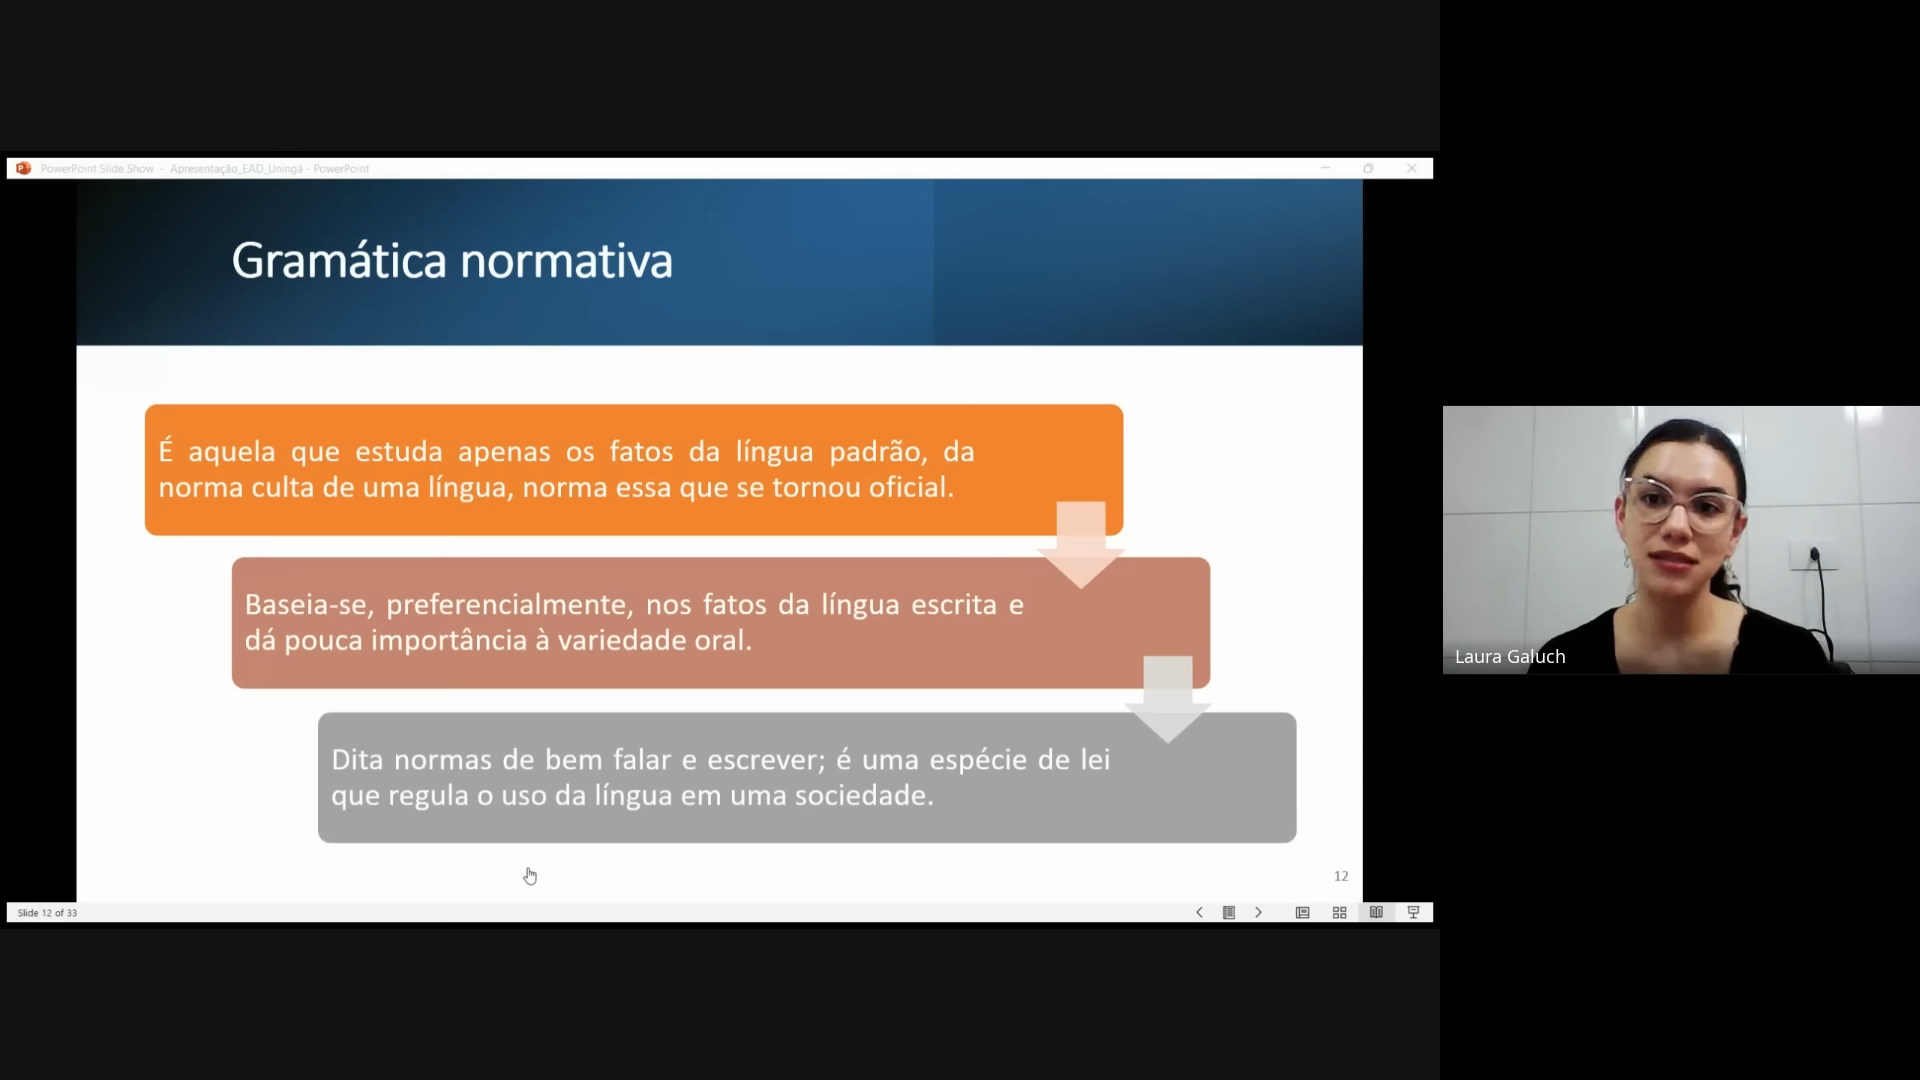 PowerPoint Slide Show - Apresentação_EAD_Uningá - PowerPoint
Gramática normativa
É aquela que estuda apenas os fatos da língua padrão, da
norma culta de uma língua, norma essa que se tornou oficial.
Baseia-se, preferencialmente, nos fatos da língua escrita e
dá pouca importância à variedade oral.
Dita normas de bem falar e escrever; é uma espécie de lei
que regula o uso da língua em uma sociedade.
12
Slide 12 of 33
Laura Galuch